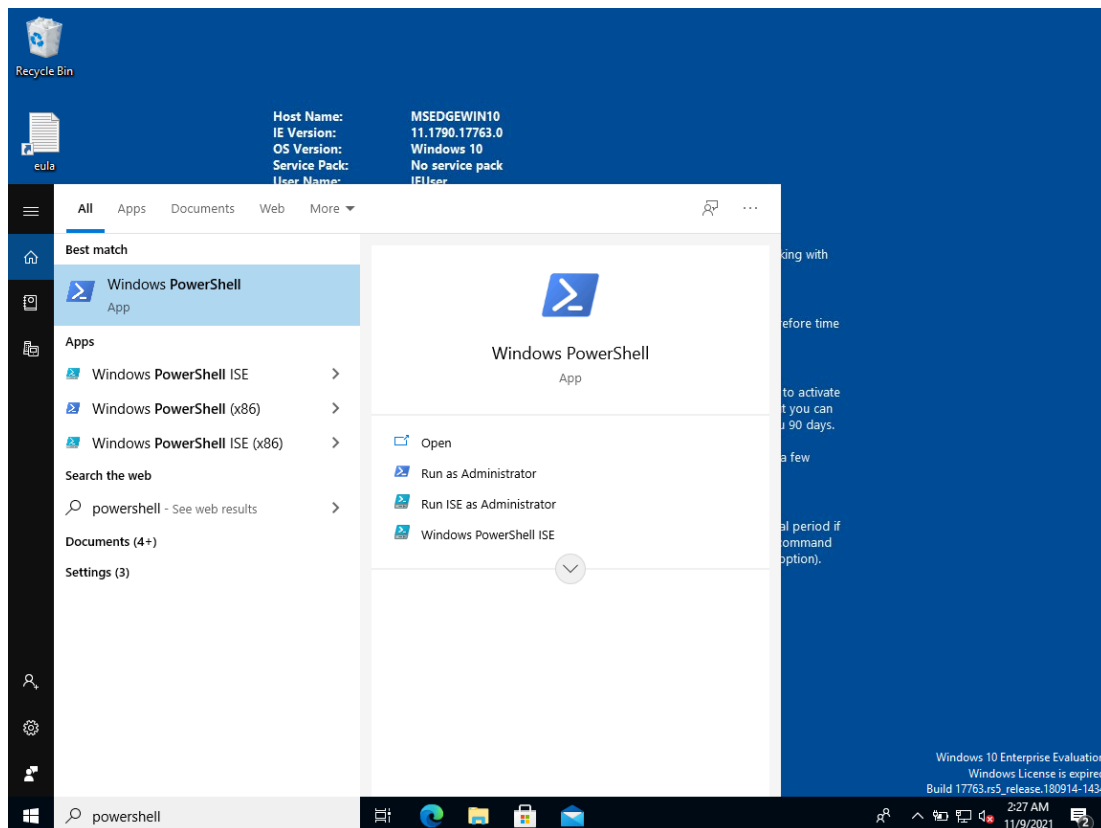 Recycle Bin
eula
Host Name: MSEDGEWIN10
IE Version: 11.1790.17763.0
OS Version: Windows 10
Service Pack: No service pack
User Name: IEUser
All Apps Documents Web More
Best match
Windows PowerShell
App
Apps
Windows PowerShell ISE
Windows PowerShell (x86)
Windows PowerShell ISE (x86)
Search the web
powershell - See web results
Documents (4+)
Settings (3)
Windows PowerShell
App
Open
Run as Administrator
Run ISE as Administrator
Windows PowerShell ISE
king with
efore time
to activate
t you can
90 days.
a few
al period if
ommand
option).
Windows 10 Enterprise Evaluation
Windows License is expire
Build 17763.rs5_release.180914-143
powershell
2:27 AM
11/9/2021
2